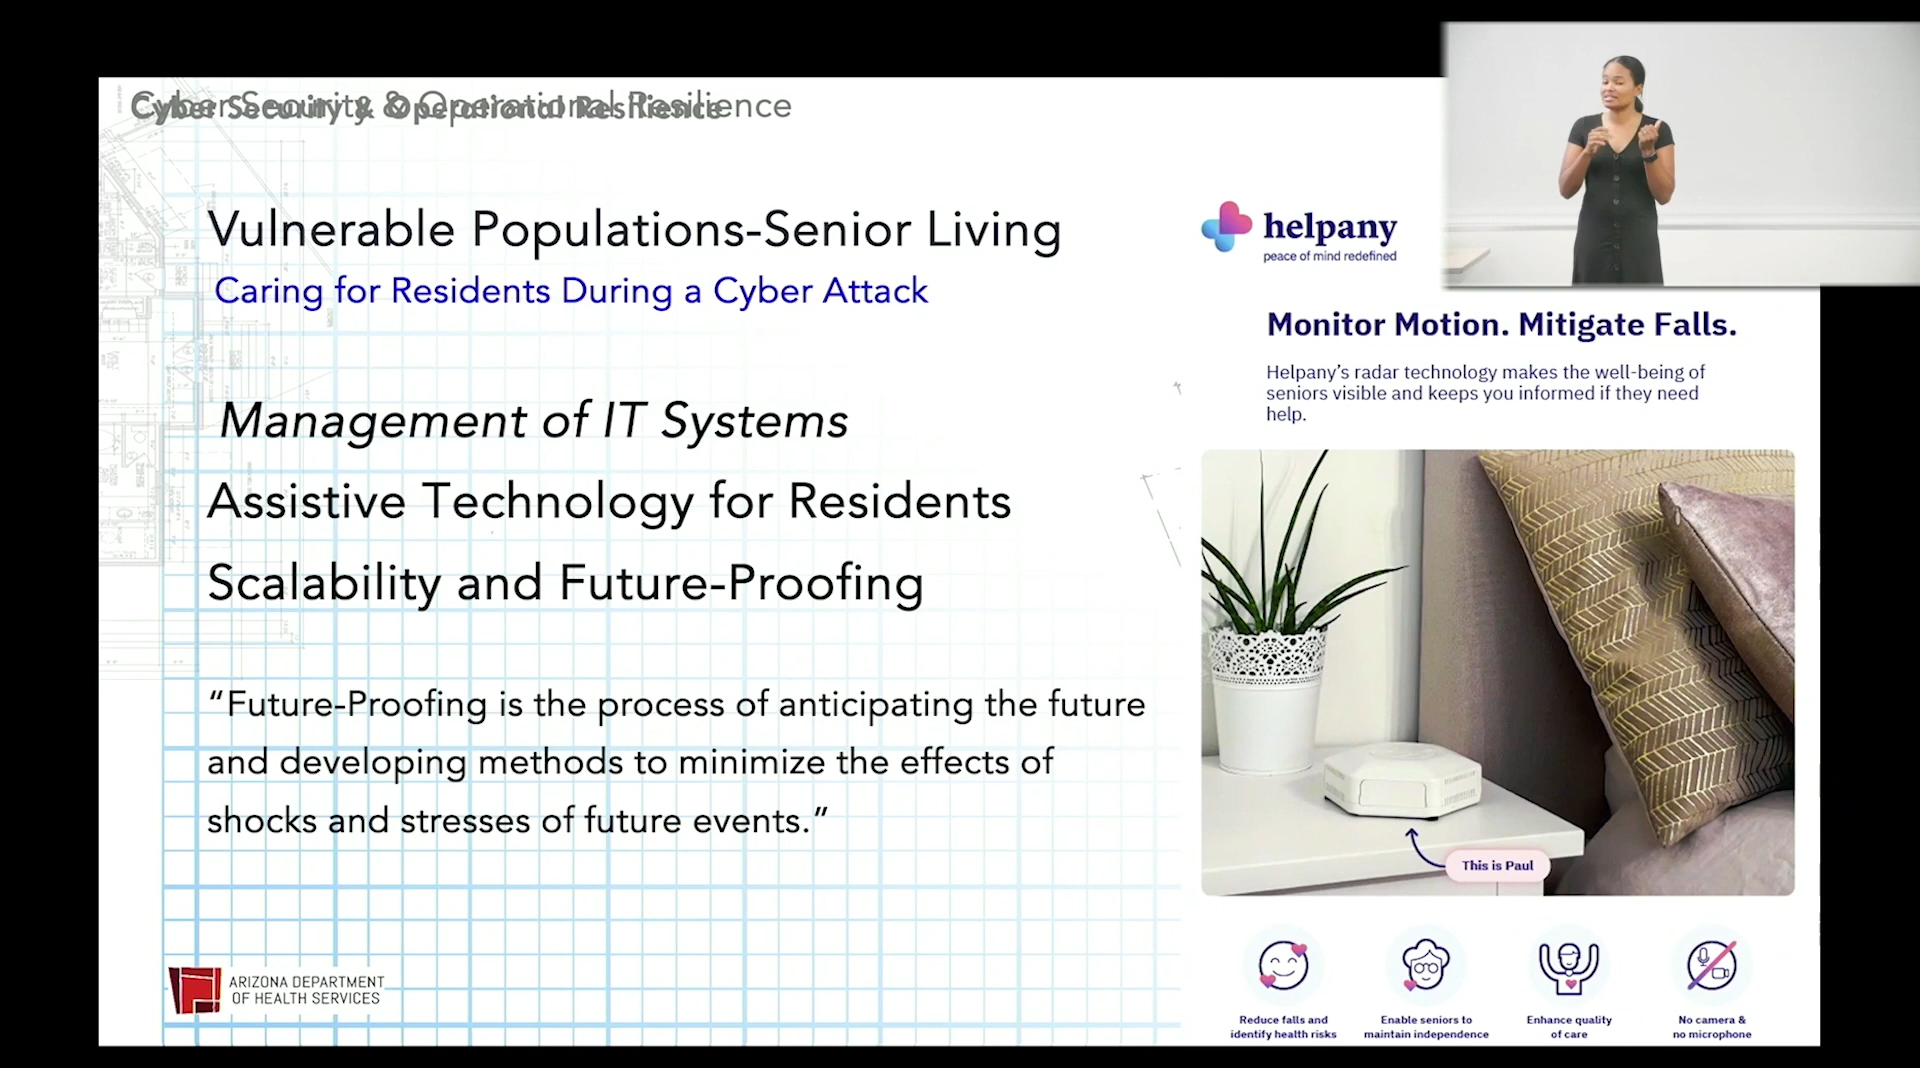 Cyber Security & Operational Resilience
Vulnerable Populations-Senior Living
Caring for Residents During a Cyber Attack
Management of IT Systems
Assistive Technology for Residents
Scalability and Future-Proofing
“Future-Proofing is the process of anticipating the future
and developing methods to minimize the effects of
shocks and stresses of future events.”
ARIZONA DEPARTMENT
OF HEALTH SERVICES
helpany
peace of mind redefined
Monitor Motion. Mitigate Falls.
Helpany’s radar technology makes the well-being of
seniors visible and keeps you informed if they need
help.
This is Paul
Reduce falls and
identify health risks
Enable seniors to
maintain independence
Enhance quality
of care
No camera &
no microphone